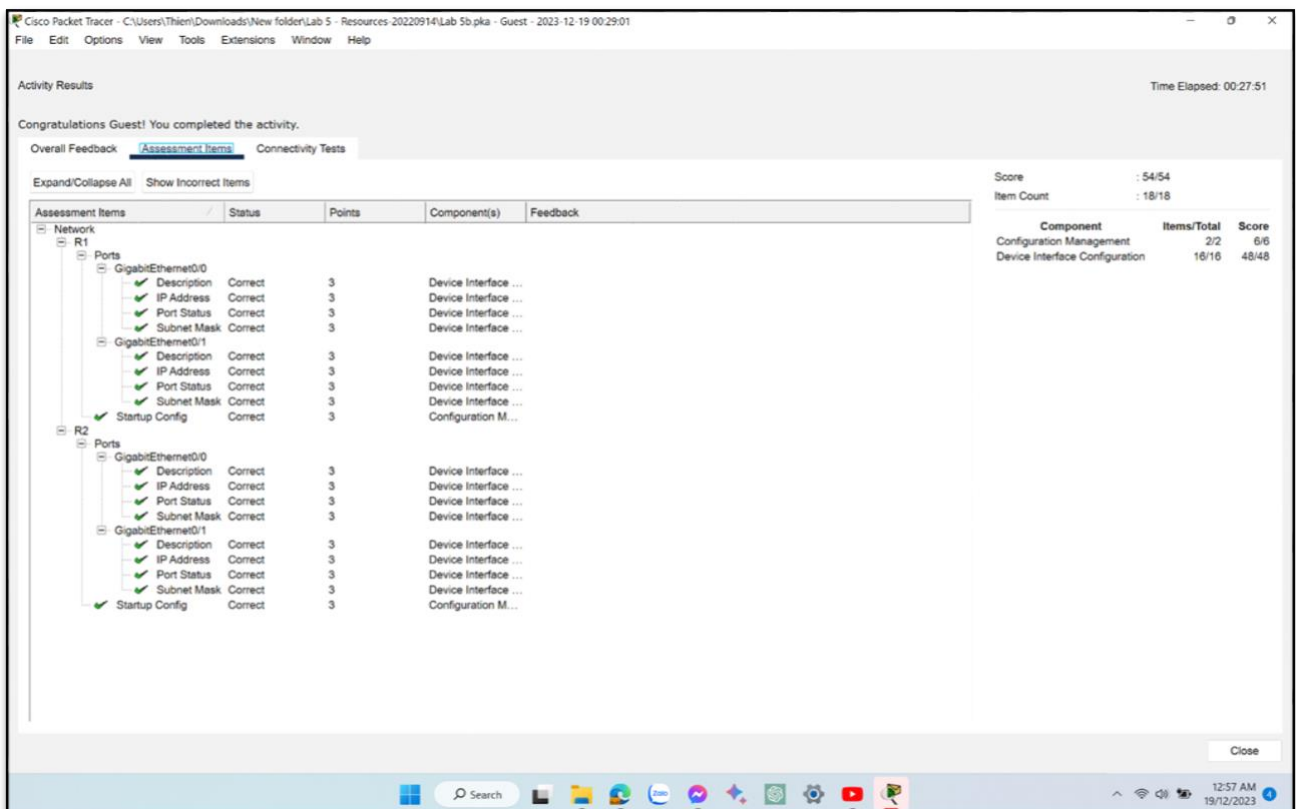 Cisco Packet Tracer - C:\Users\Thien\Downloads\New folder\Lab 5 - Resources-20220914\Lab 5b.pka - Guest - 2023-12-19 00:29:01
File Edit Options View Tools Extensions Window Help
Activity Results
Time Elapsed: 00:27:51
Congratulations Guest! You completed the activity.
Overall Feedback Assessment Items Connectivity Tests
Expand/Collapse All Show Incorrect Items
Assessment Items Status Points Component(s) Feedback
Network
R1
Ports
GigabitEthernet0/0
Description Correct 3 Device Interface ...
IP Address Correct 3 Device Interface ...
Port Status Correct 3 Device Interface ...
Subnet Mask Correct 3 Device Interface ...
GigabitEthernet0/1
Description Correct 3 Device Interface ...
IP Address Correct 3 Device Interface ...
Port Status Correct 3 Device Interface ...
Subnet Mask Correct 3 Device Interface ...
Startup Config Correct 3 Configuration M...
R2
Ports
GigabitEthernet0/0
Description Correct 3 Device Interface ...
IP Address Correct 3 Device Interface ...
Port Status Correct 3 Device Interface ...
Subnet Mask Correct 3 Device Interface ...
GigabitEthernet0/1
Description Correct 3 Device Interface ...
IP Address Correct 3 Device Interface ...
Port Status Correct 3 Device Interface ...
Subnet Mask Correct 3 Device Interface ...
Startup Config Correct 3 Configuration M...
Score : 54/54
Item Count : 18/18
Component Items/Total Score
Configuration Management 2/2 6/6
Device Interface Configuration 16/16 48/48
Close
Search
Zalo
12:57 AM
19/12/2023
4